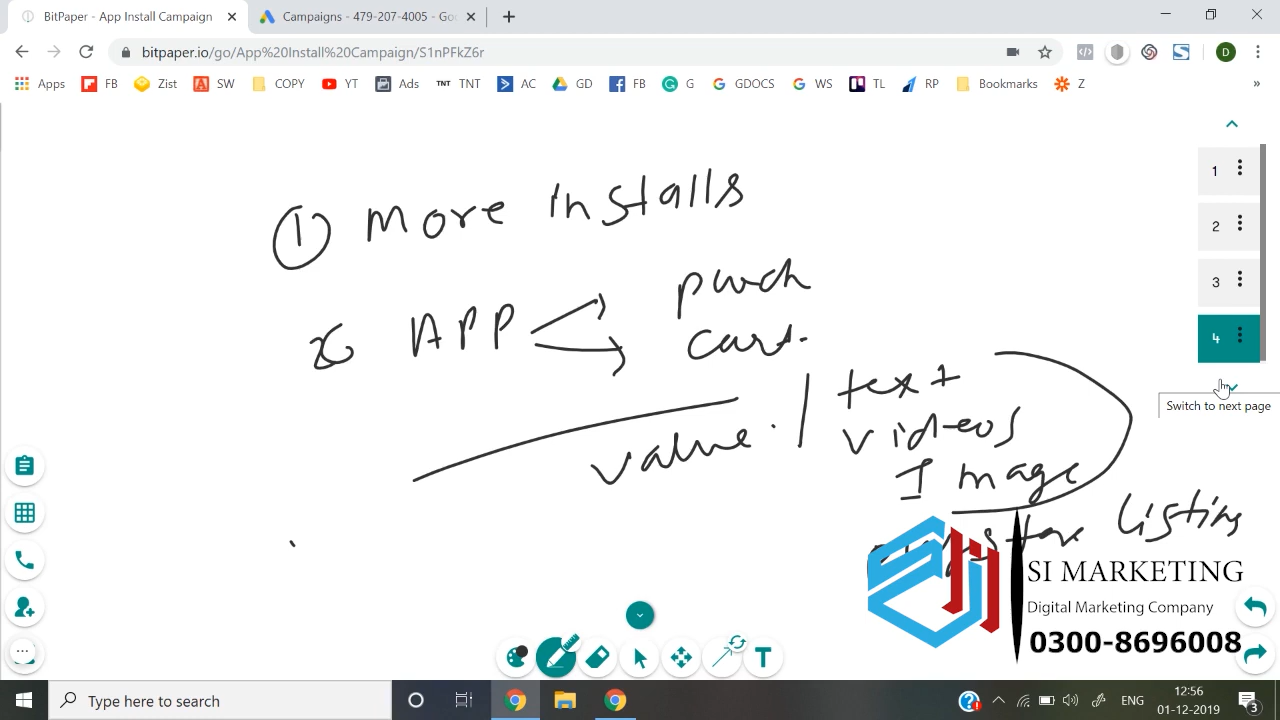 BitPaper - App Install Campaign
Campaigns - 479-207-4005 - Goo
bitpaper.io/go/App%20Install%20Campaign/S1nPFkZ6r
D
Apps FB Zist SW COPY YT Ads TNT TNT AC GD FB G GDOCS WS TL RP Bookmarks Z »
1
2
3
4
Switch to next page
① More installs
APP
purch
cart.
value.
text
videos
Image
listing
SI MARKETING
Digital Marketing Company
0300-8696008
T
Type here to search
ENG
12:56
01-12-2019
3